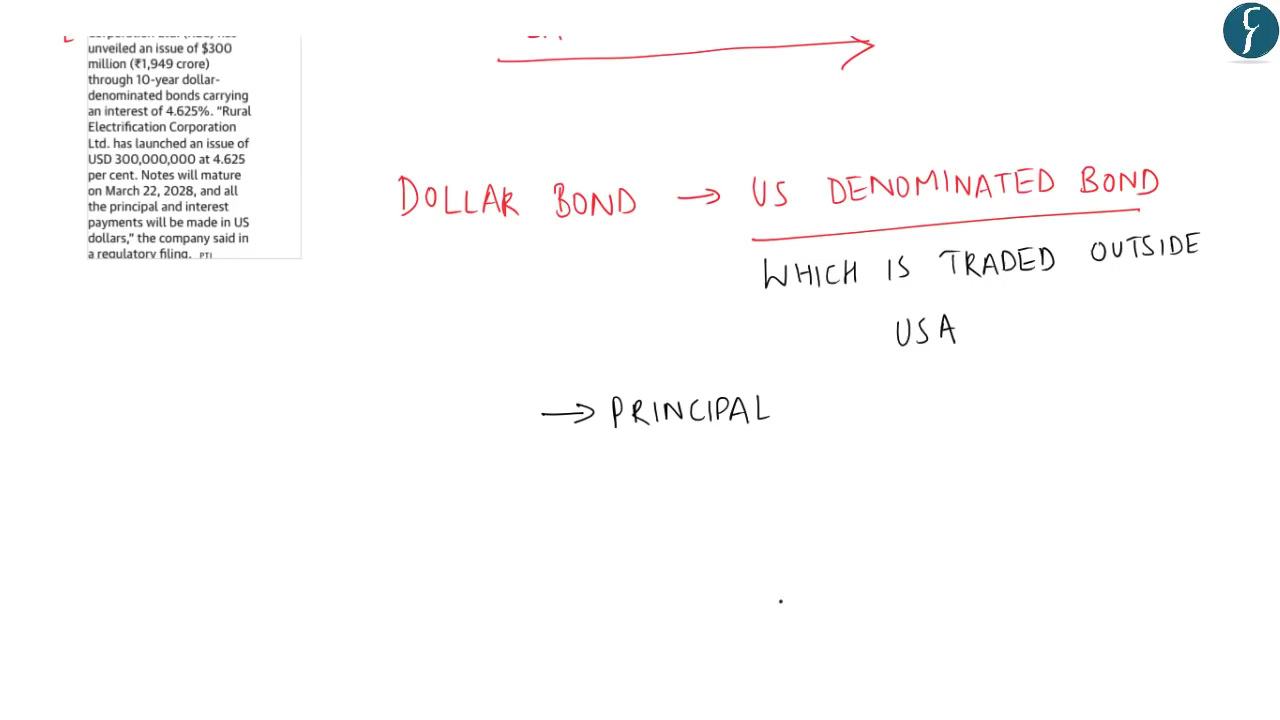 unveiled an issue of $300
million (₹1,949 crore)
through 10-year dollar-
denominated bonds carrying
an interest of 4.625%. “Rural
Electrification Corporation
Ltd. has launched an issue of
USD 300,000,000 at 4.625
per cent. Notes will mature
on March 22, 2028, and all
the principal and interest
payments will be made in US
dollars,” the company said in
a regulatory filing. PTI
DOLLAR BOND → US DENOMINATED BOND
WHICH IS TRADED OUTSIDE
USA
→ PRINCIPAL